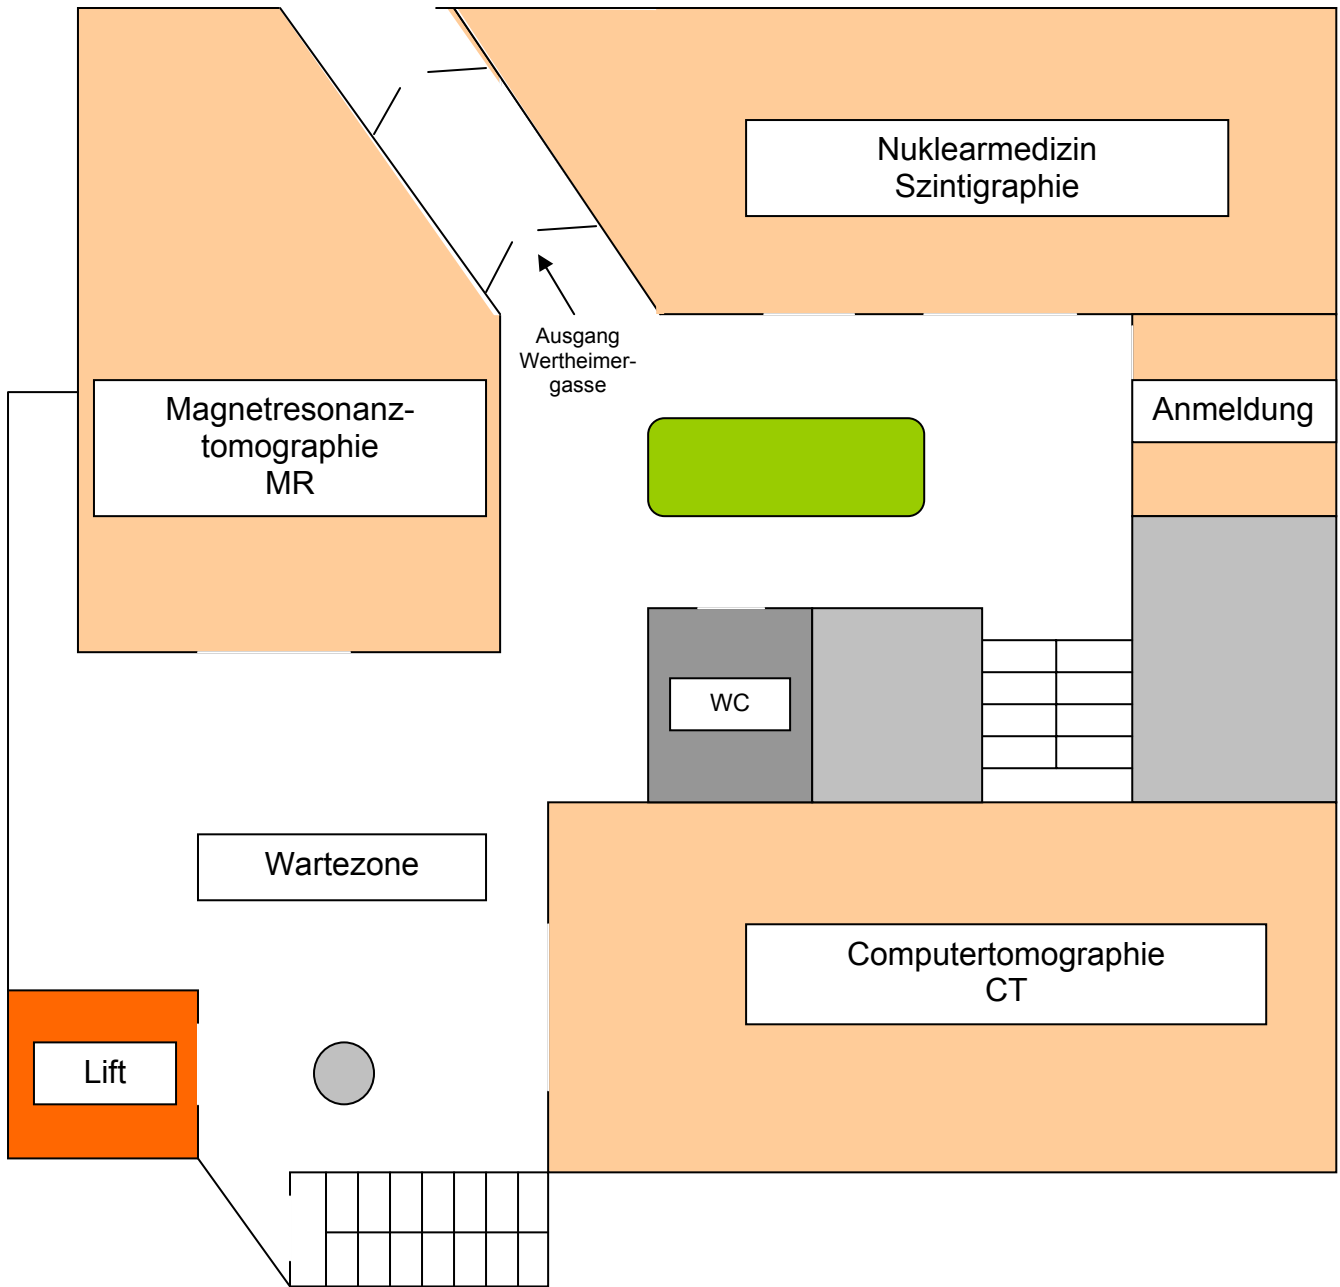 Nuklearmedizin
Szintigraphie
Ausgang
Wertheimer-
gasse
Magnetresonanz-
tomographie
MR
Anmeldung
WC
Wartezone
Computertomographie
CT
Lift